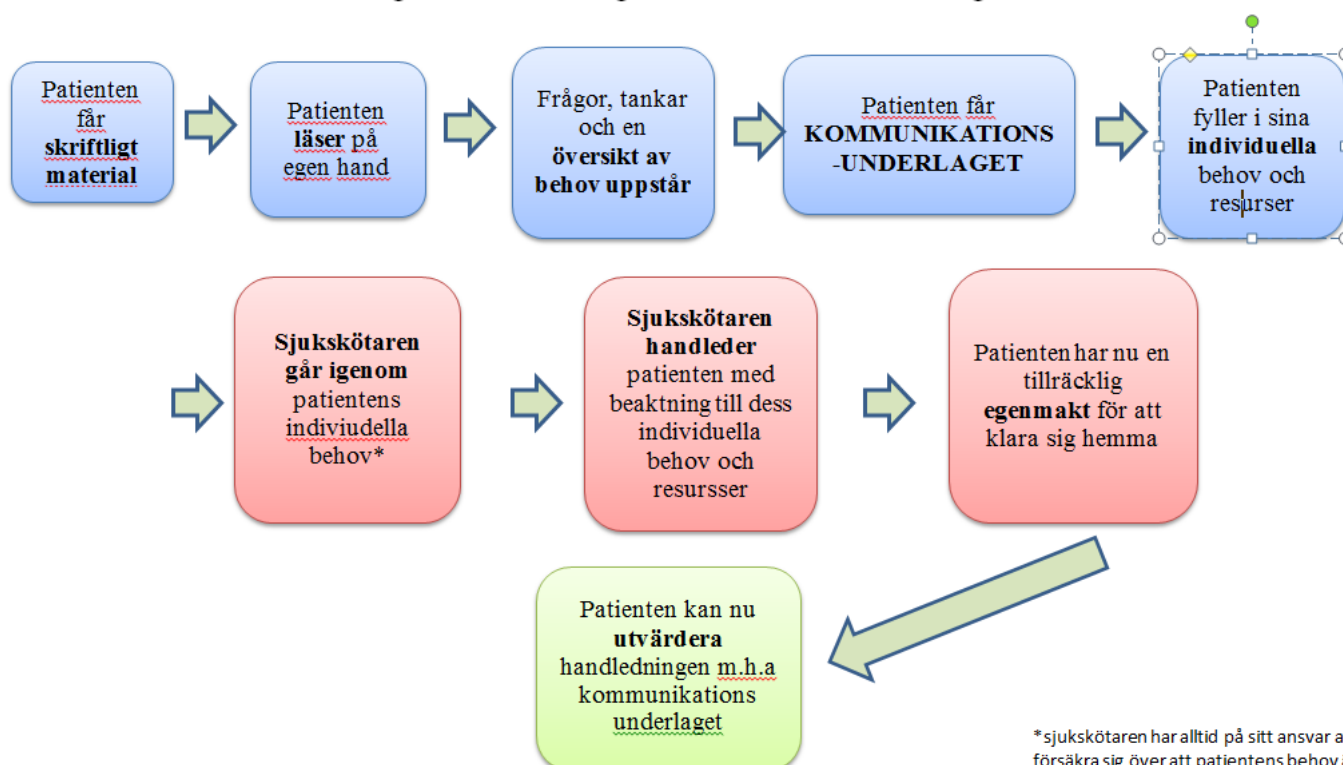 Patienten
får
skriftligt
material
Patienten
läser på
egen hand
Frågor, tankar
och en
översikt av
behov uppstår
Patienten får
KOMMUNIKATIONS
-UNDERLAGET
Patienten
fyller i sina
individuella
behov och
resurser
Sjukskötaren
går igenom
patientens
indiviudella
behov*
Sjukskötaren
handleder
patienten med
beaktning till dess
individuella
behov och
resursser
Patienten har nu en
tillräcklig
egenmakt för att
klara sig hemma
Patienten kan nu
utvärdera
handledningen m.h.a
kommunikations
underlaget
*sjukskötaren har alltid på sitt ansvar a
försäkra sig över att patientens behov